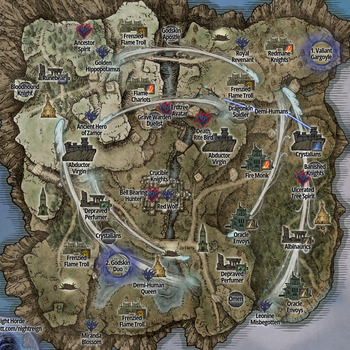 Ancestor
Spirit
Frenzied
Flame Troll
Godskin
Apostle
Golden
Hippopotamus
Royal
Revenant
Redmane
Knights
1. Valiant
Gargoyle
Bloodhound
Knight
Flame
Chariots
Frenzied
Flame Troll
Erdtree
Avatar
Grave Warden
Duelist
Dragonkin
Soldier
Demi-Humans
Ancient Hero
of Zamor
Death
Rite Bird
Abductor
Virgin
Abductor
Virgin
Crystalians
Fire Monk
Banished
Knights
Crucible
Knights
Ulcerated
Tree Spirit
Bell Bearing
Hunter
Red Wolf
Depraved
Perfumer
Oracle
Envoys
Crystalians
Albinaurics
Frenzied
Flame Troll
2. Godskin
Duo
Demi-Human
Queen
Depraved
Perfumer
Omen
Oracle
Envoys
Leonine
Misbegotten
Frenzied
Flame Troll
Miranda
Blossom
ight Horde
tt.com/nightreign